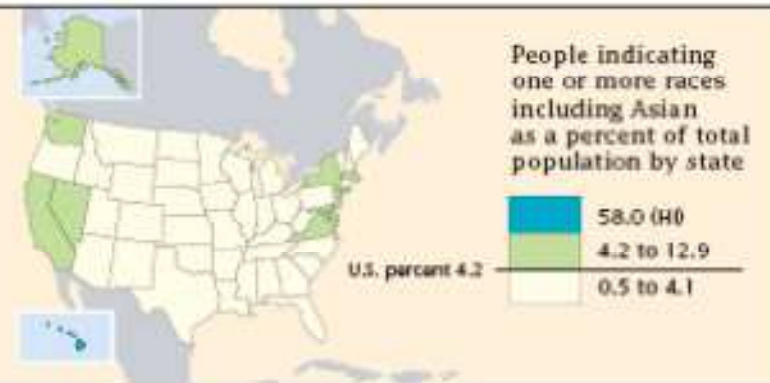 People indicating
one or more races
including Asian
as a percent of total
population by state
58.0 (HI)
4.2 to 12.9
U.S. percent 4.2
0.5 to 4.1